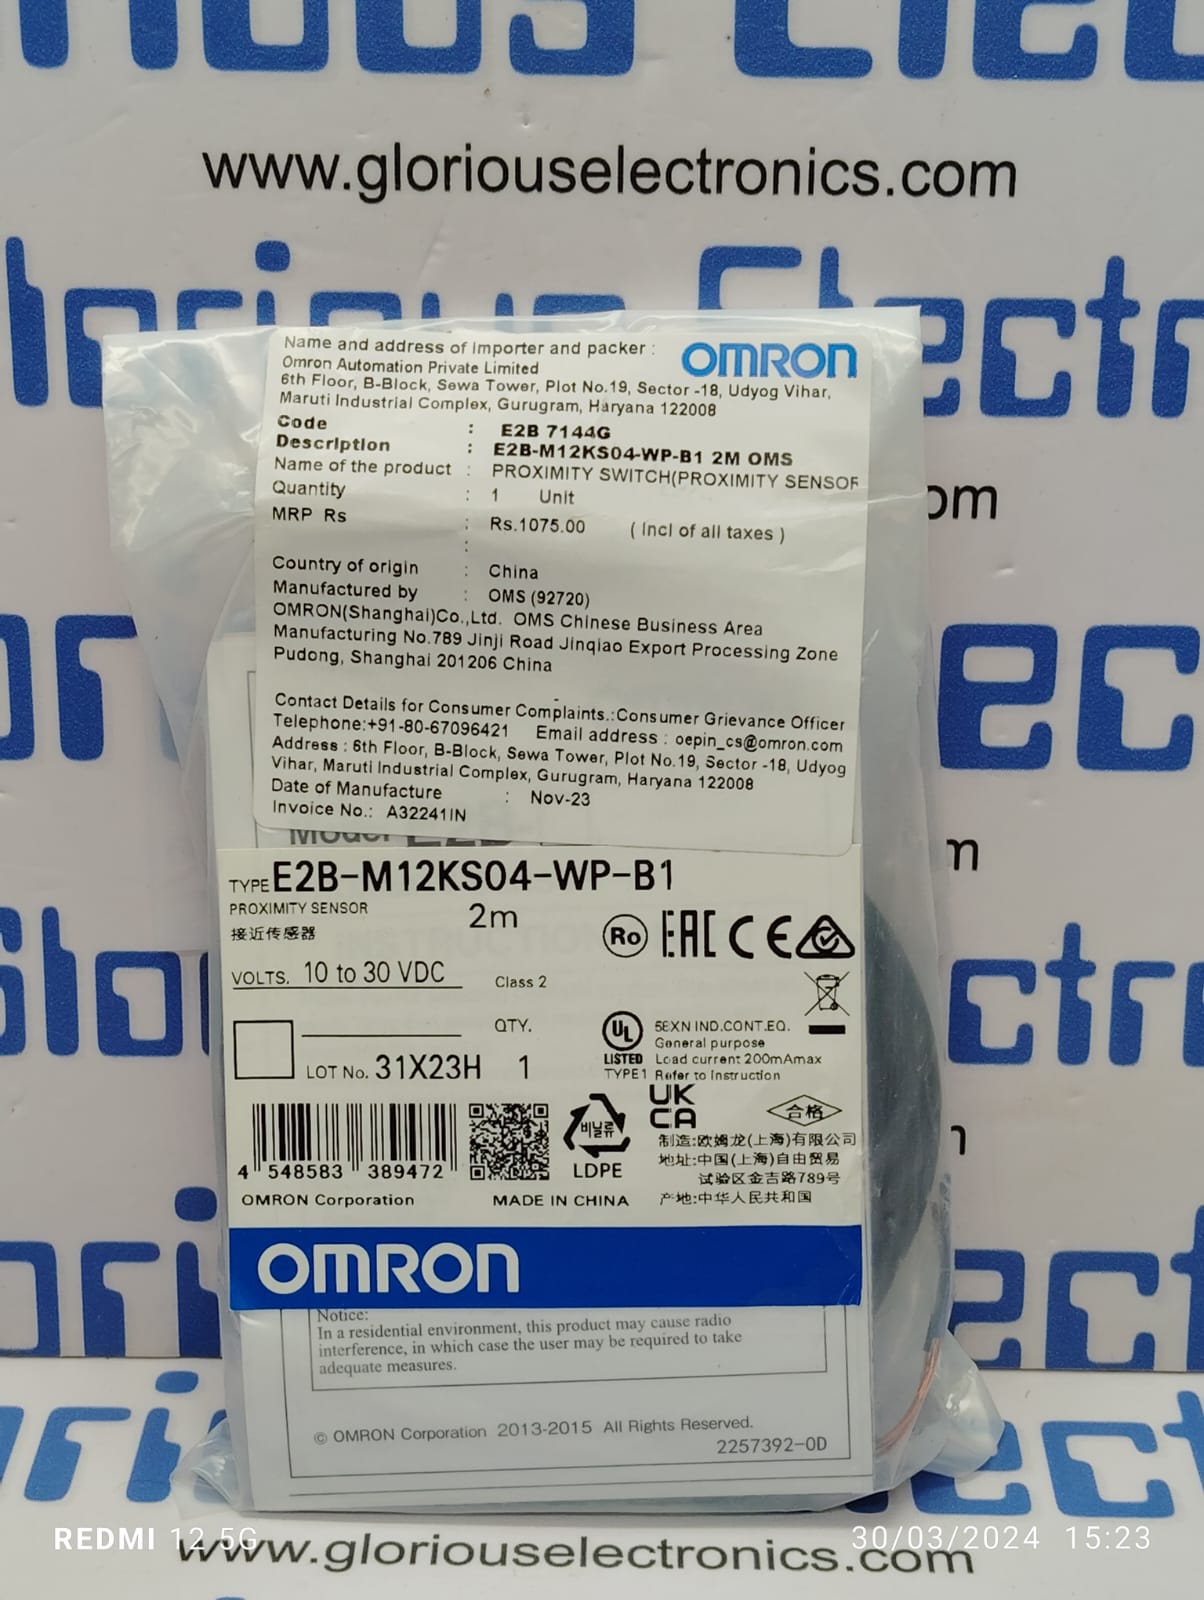 www.gloriouselectronics.com
Name and address of Importer and packer :
OMRON
Omron Automation Private Limited
6th Floor, B-Block, Sewa Tower, Plot No.19, Sector -18, Udyog Vihar,
Maruti Industrial Complex, Gurugram, Haryana 122008
Code : E2B 7144G
Description : E2B-M12KS04-WP-B1 2M OMS
Name of the product : PROXIMITY SWITCH(PROXIMITY SENSOR
Quantity : 1 Unit
MRP Rs : Rs.1075.00 ( Incl of all taxes )
:
Country of origin : China
Manufactured by : OMS (92720)
OMRON(Shanghai)Co.,Ltd. OMS Chinese Business Area
Manufacturing No.789 Jinji Road Jinqiao Export Processing Zone
Pudong, Shanghai 201206 China
Contact Details for Consumer Complaints.:Consumer Grievance Officer
Telephone:+91-80-67096421 Email address : oepin_cs@omron.com
Address : 6th Floor, B-Block, Sewa Tower, Plot No.19, Sector -18, Udyog
Vihar, Maruti Industrial Complex, Gurugram, Haryana 122008
Date of Manufacture : Nov-23
Invoice No.: A32241IN
TYPE E2B-M12KS04-WP-B1
PROXIMITY SENSOR 2m
接近传感器
Ro EAC CE
VOLTS. 10 to 30 VDC Class 2
QTY.
LOT No. 31X23H 1
UL LISTED 5EXN IND.CONT.EQ.
General purpose
Load current 200mAmax
TYPE1 Refer to Instruction
UK
CA
合格
4 548583 389472
비닐류
LDPE
制造:欧姆龙(上海)有限公司
地址:中国(上海)自由贸易
试验区金吉路789号
产地:中华人民共和国
OMRON Corporation MADE IN CHINA
OMRON
Notice:
In a residential environment, this product may cause radio
interference, in which case the user may be required to take
adequate measures.
© OMRON Corporation 2013-2015 All Rights Reserved.
2257392-0D
REDMI 12 5G
30/03/2024 15:23
www.gloriouselectronics.com